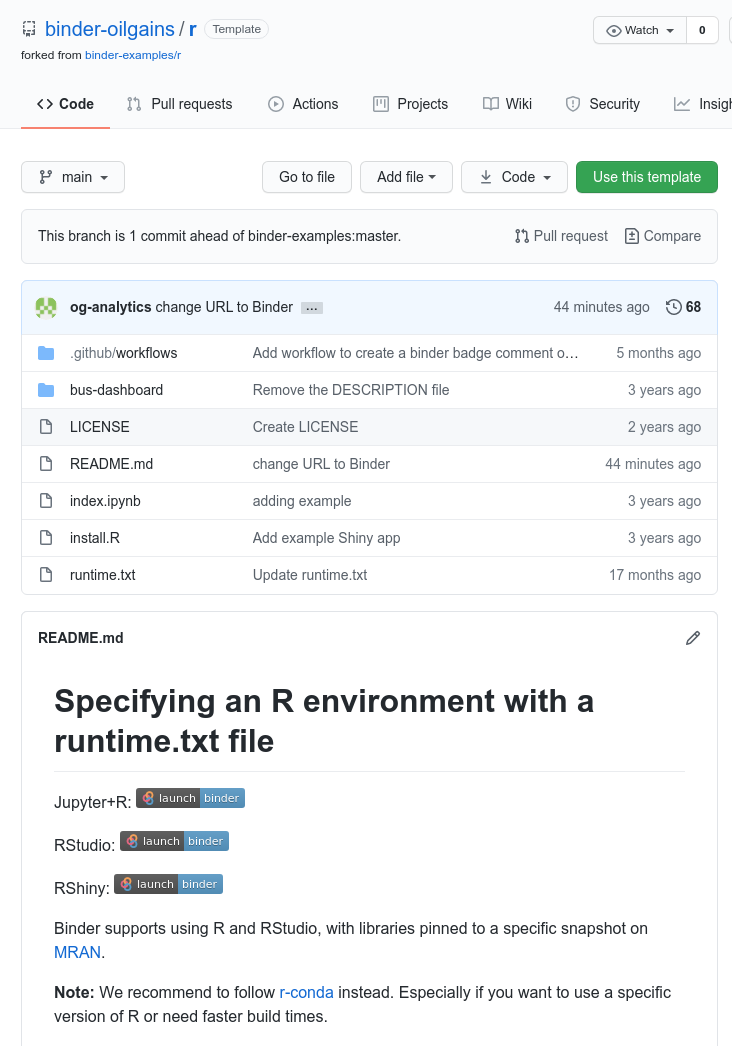 binder-oilgains / r Template
Watch 0
forked from binder-examples/r
Code Pull requests Actions Projects Wiki Security Insigh
main Go to file Add file Code Use this template
This branch is 1 commit ahead of binder-examples:master. Pull request Compare
og-analytics change URL to Binder ... 44 minutes ago 68
.github/workflows Add workflow to create a binder badge comment o… 5 months ago
bus-dashboard Remove the DESCRIPTION file 3 years ago
LICENSE Create LICENSE 2 years ago
README.md change URL to Binder 44 minutes ago
index.ipynb adding example 3 years ago
install.R Add example Shiny app 3 years ago
runtime.txt Update runtime.txt 17 months ago
README.md
Specifying an R environment with a
runtime.txt file
Jupyter+R: launch binder
RStudio: launch binder
RShiny: launch binder
Binder supports using R and RStudio, with libraries pinned to a specific snapshot on
MRAN.
Note: We recommend to follow r-conda instead. Especially if you want to use a specific
version of R or need faster build times.